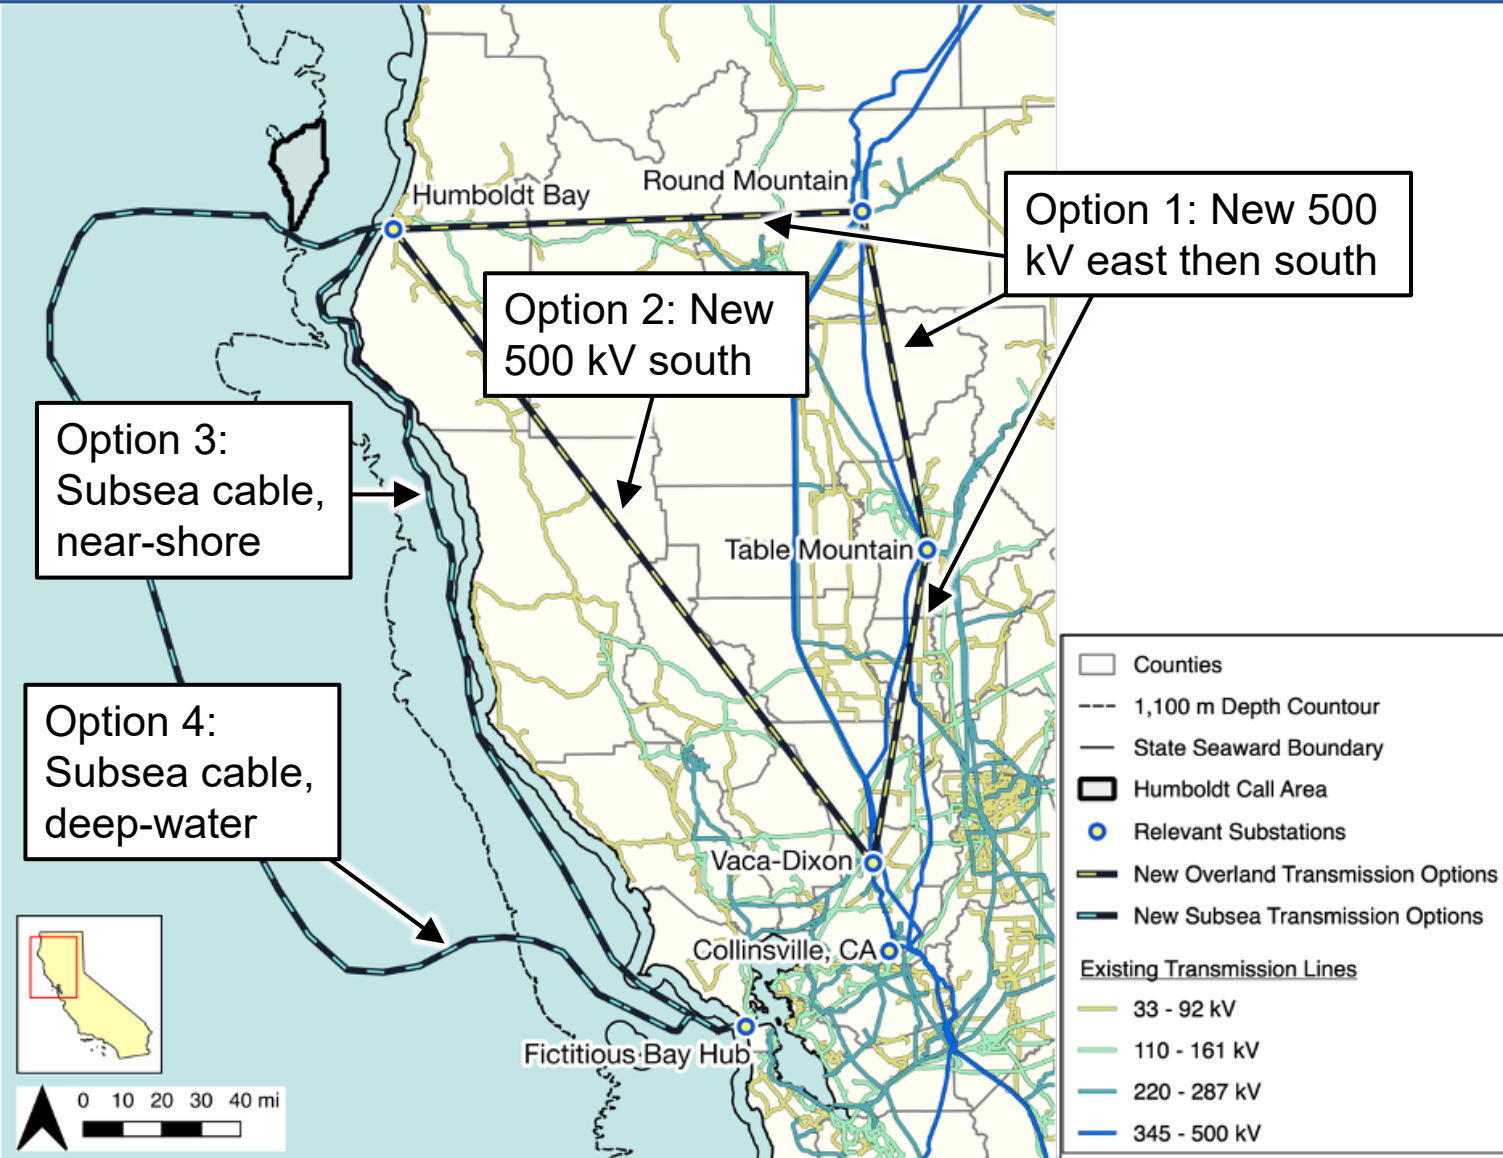 Humboldt Bay
Round Mountain
Option 1: New 500
kV east then south
Option 2: New
500 kV south
Option 3:
Subsea cable,
near-shore
Table Mountain
Option 4:
Subsea cable,
deep-water
Vaca-Dixon
Collinsville, CA
Fictitious Bay Hub
0 10 20 30 40 mi
Counties
1,100 m Depth Countour
State Seaward Boundary
Humboldt Call Area
Relevant Substations
New Overland Transmission Options
New Subsea Transmission Options
Existing Transmission Lines
33 - 92 kV
110 - 161 kV
220 - 287 kV
345 - 500 kV